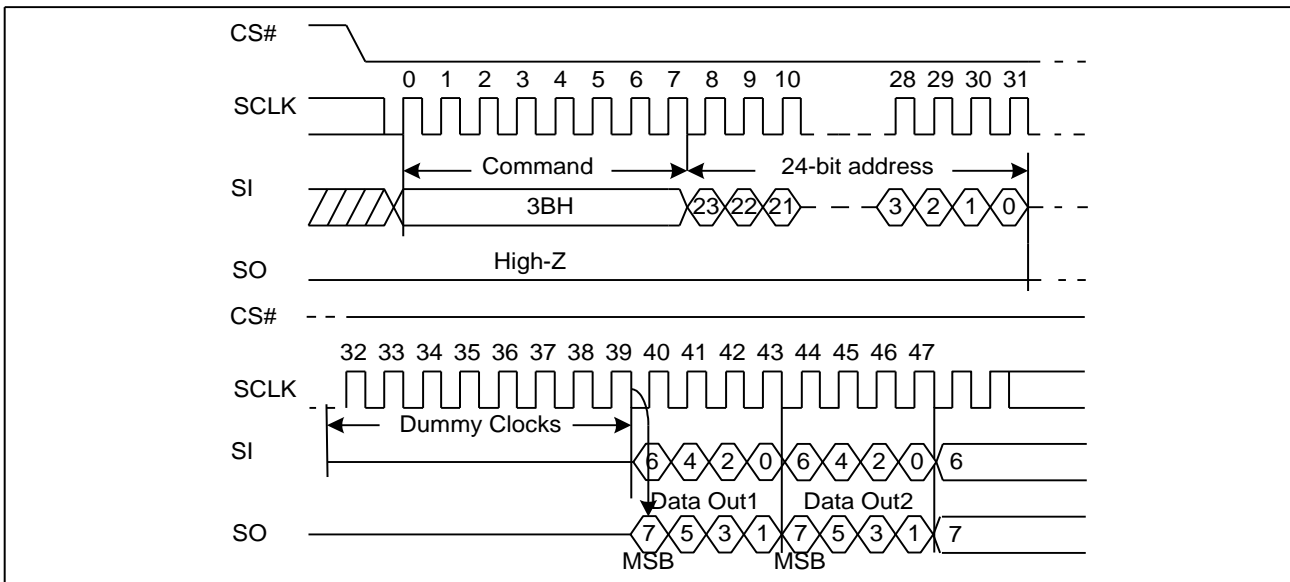 CS#
0 1 2 3 4 5 6 7 8 9 10 28 29 30 31
SCLK
Command 24-bit address
SI
3BH 23 22 21 3 2 1 0
High-Z
SO
CS#
32 33 34 35 36 37 38 39 40 41 42 43 44 45 46 47
SCLK
Dummy Clocks
SI
6 4 2 0 6 4 2 0 6
Data Out1 Data Out2
SO
7 5 3 1 7 5 3 1 7
MSB MSB